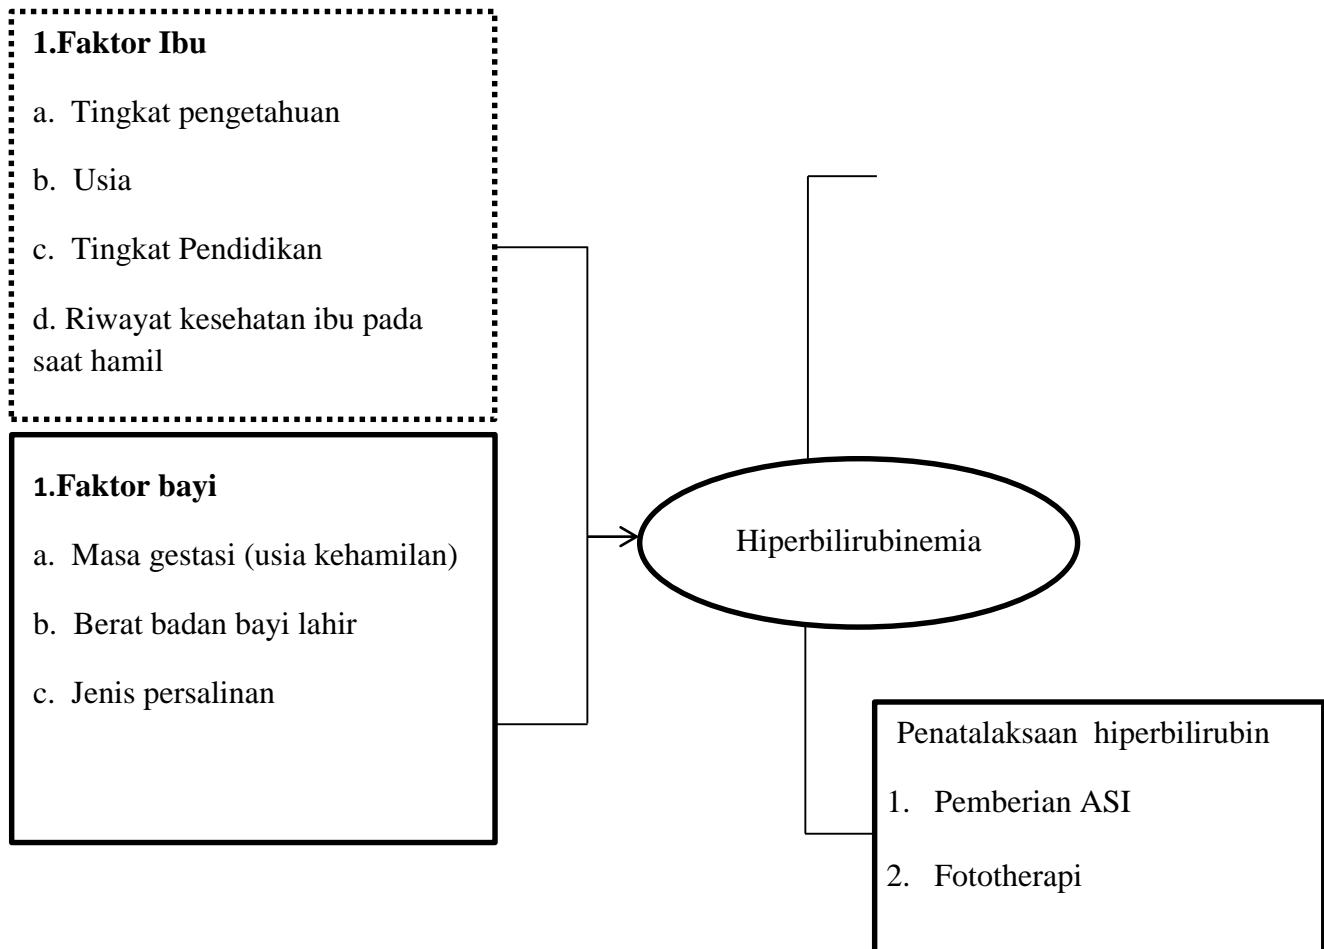 1.Faktor Ibu
a. Tingkat pengetahuan
b. Usia
c. Tingkat Pendidikan
d. Riwayat kesehatan ibu pada
saat hamil
1.Faktor bayi
a. Masa gestasi (usia kehamilan)
b. Berat badan bayi lahir
c. Jenis persalinan
Hiperbilirubinemia
Penatalaksaan hiperbilirubin
1. Pemberian ASI
2. Fototherapi